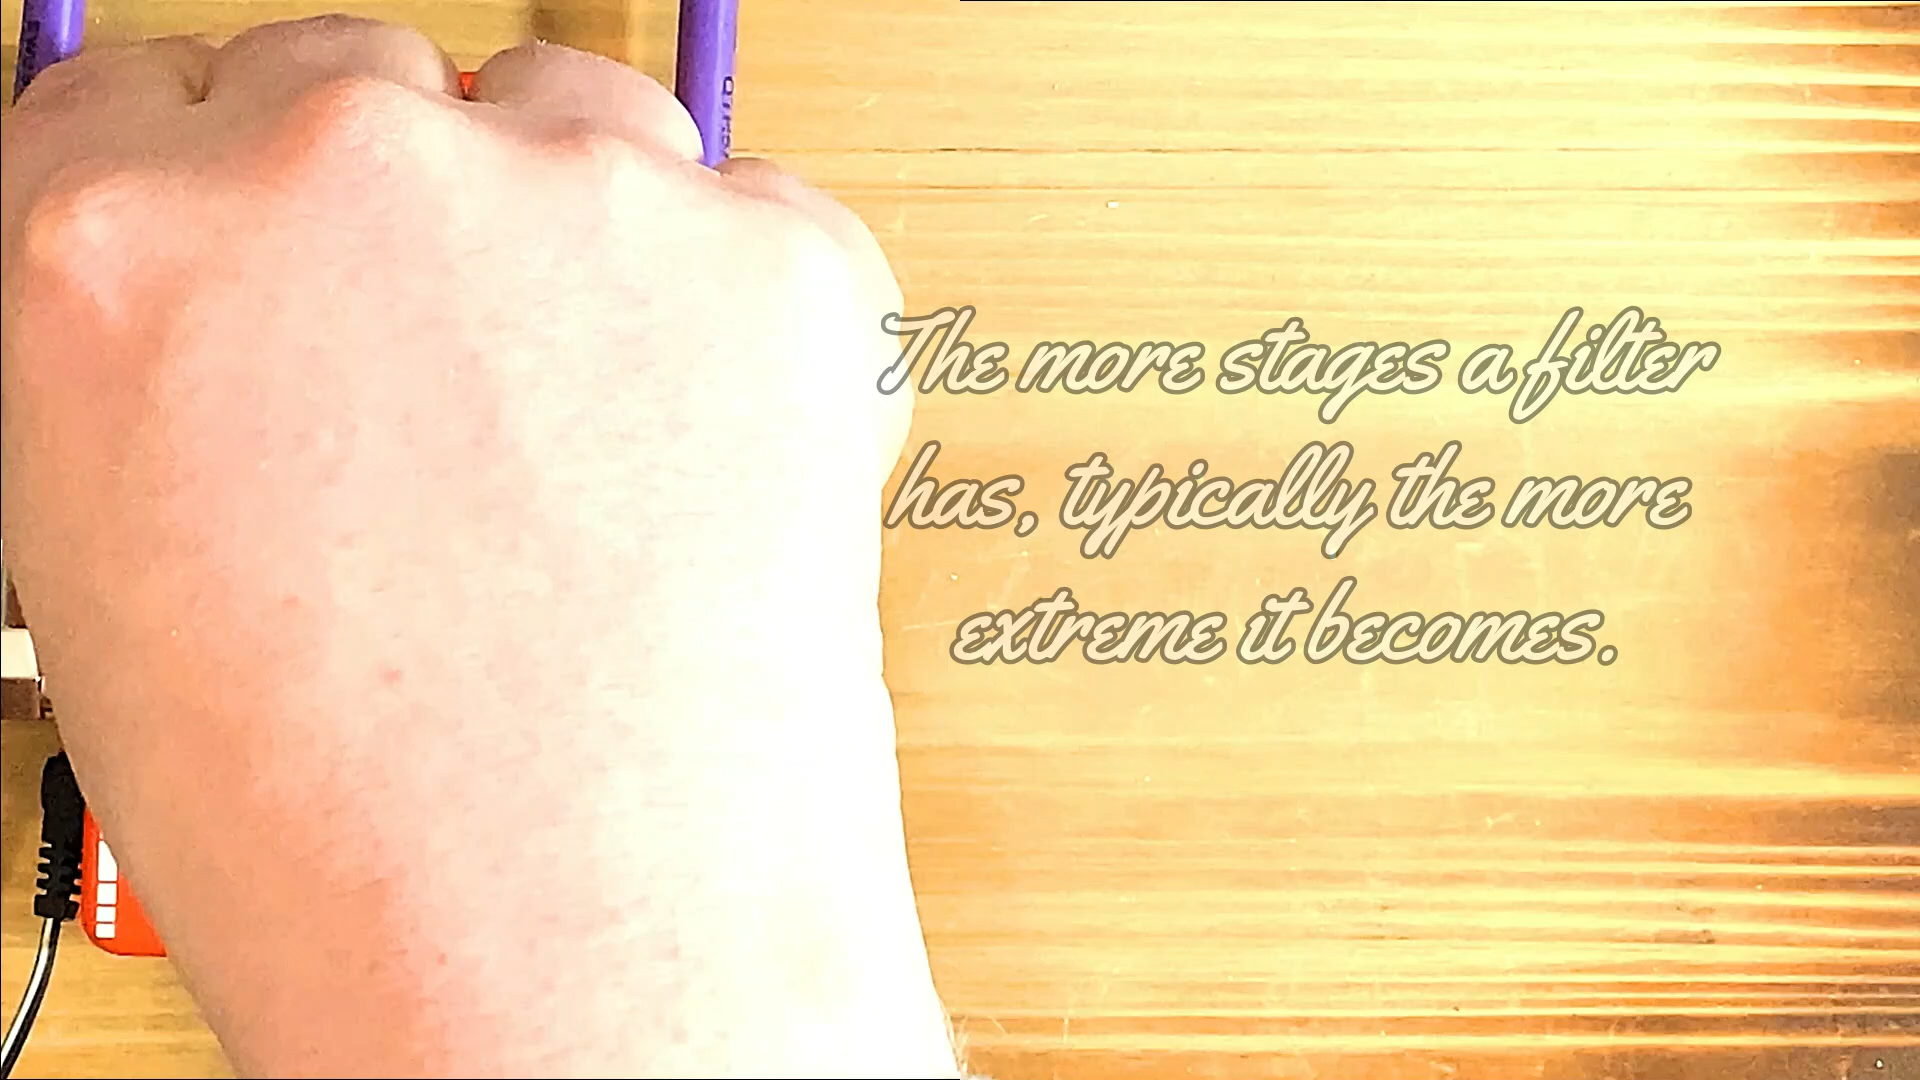 The more stages a filter
has, typically the more
extreme it becomes.